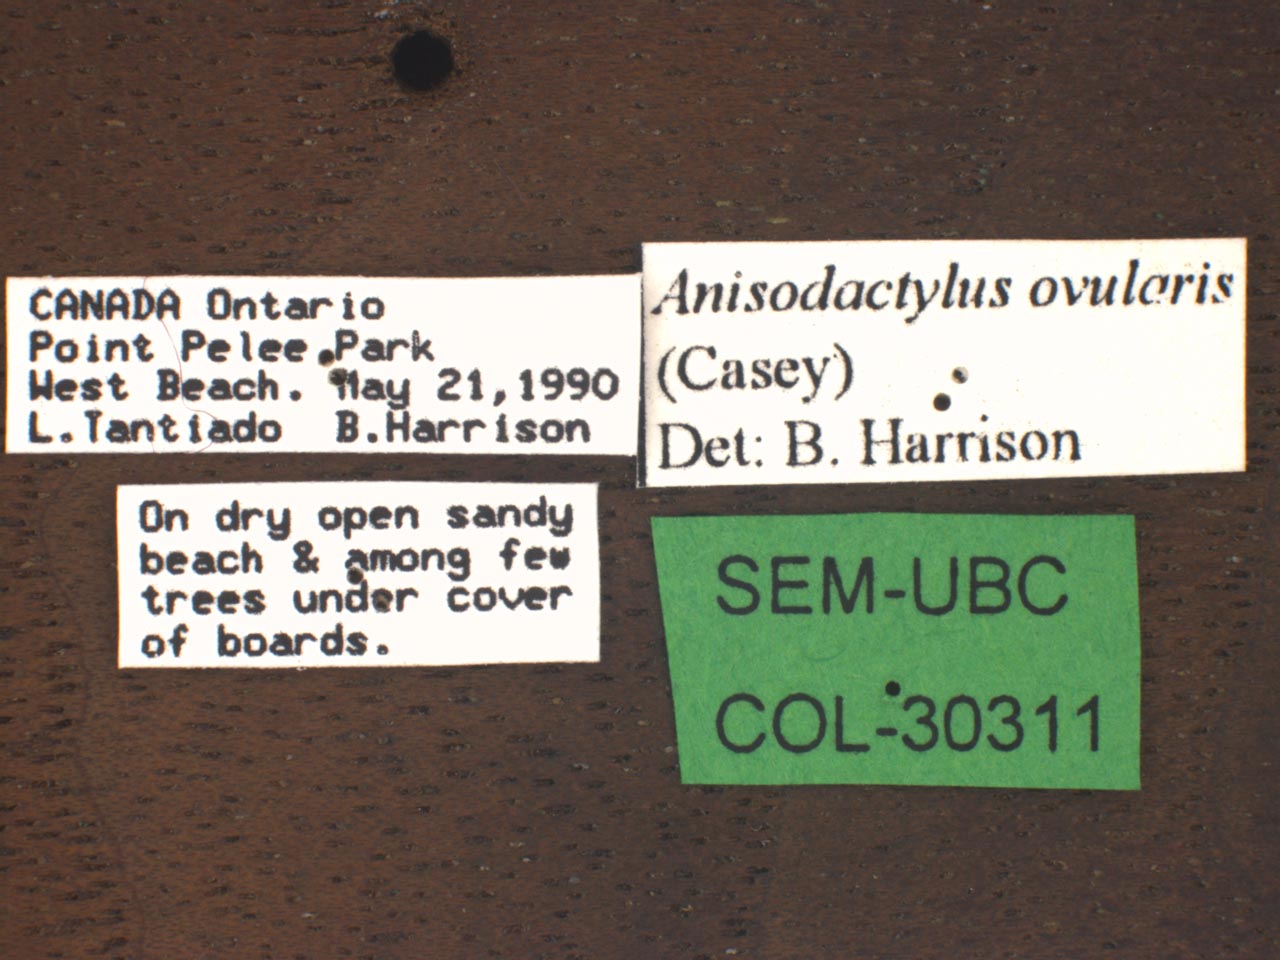 CANADA Ontario
Point Pelee Park
West Beach. May 21,1990
L.Tantiado B.Harrison
On dry open sandy
beach & among few
trees under cover
of boards.
Anisodactylus ovularis
(Casey)
Det: B. Harrison
SEM-UBC
COL-30311